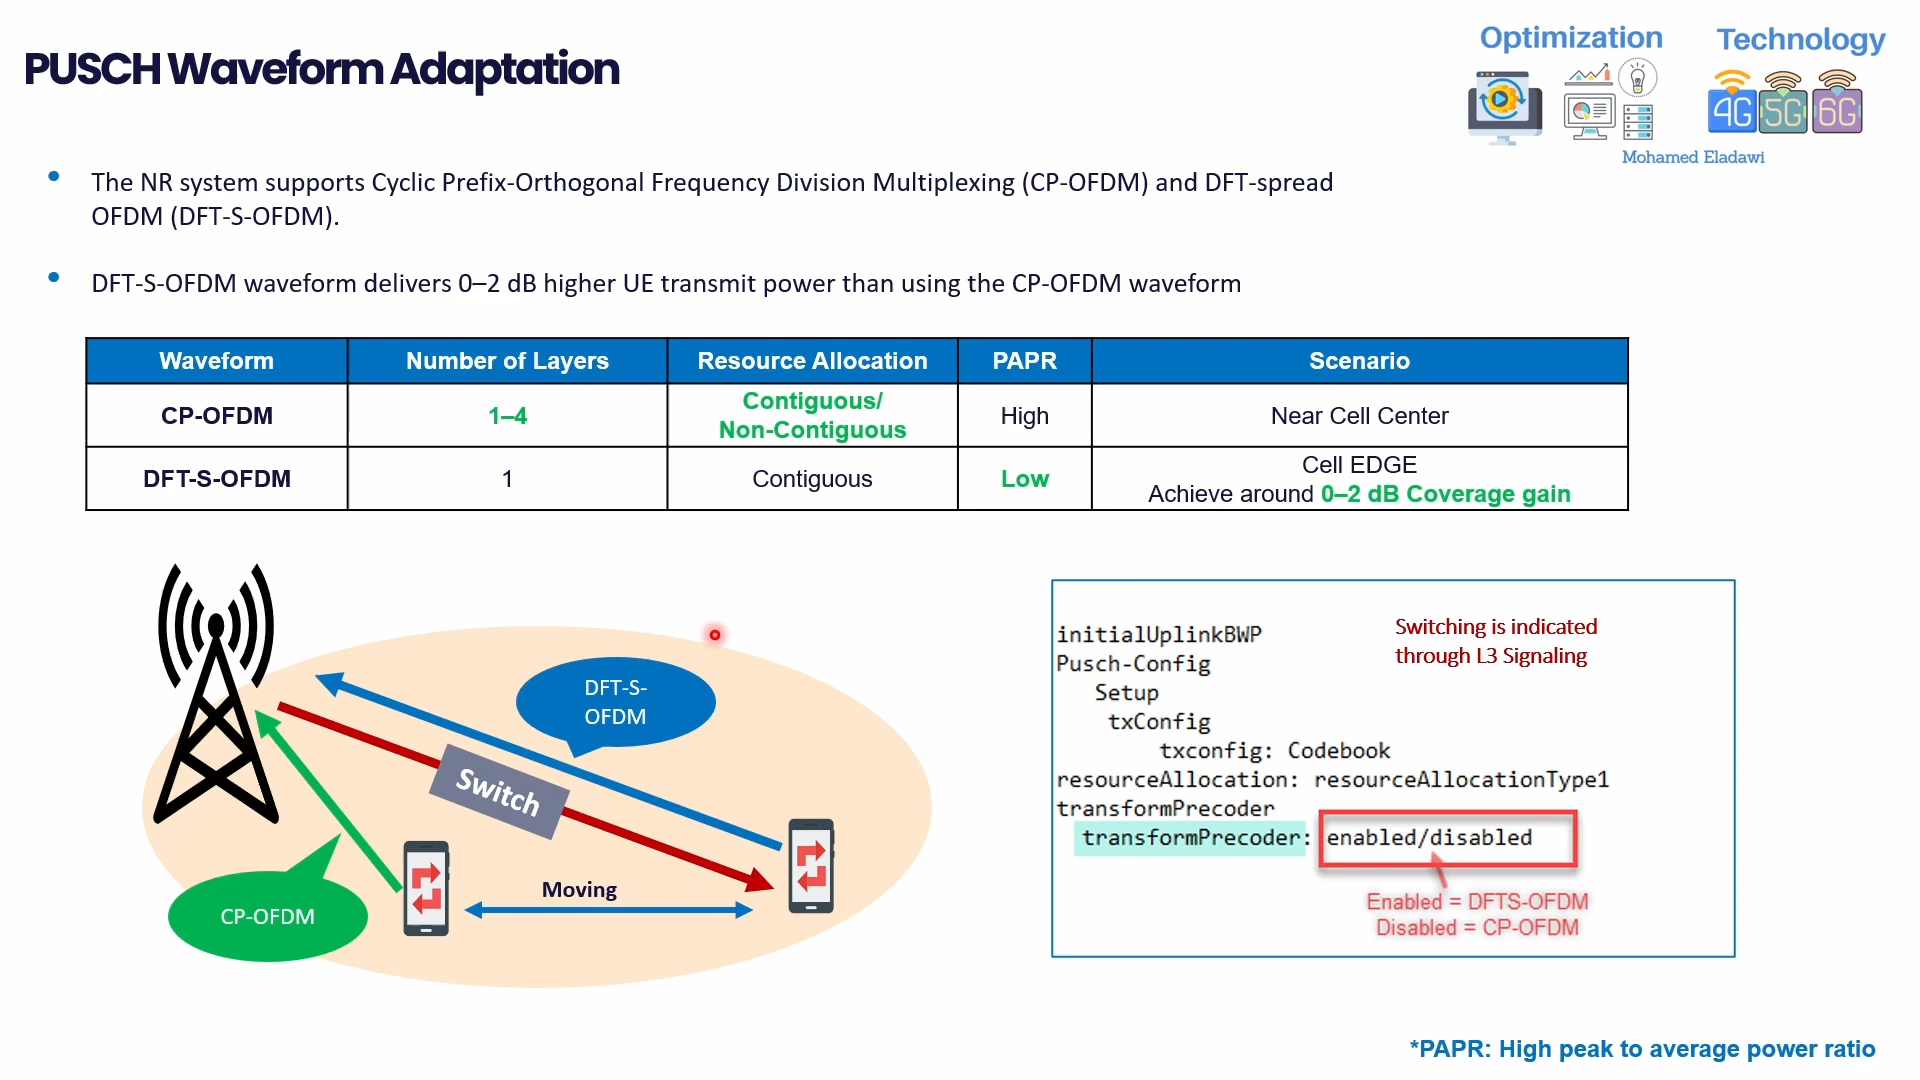 PUSCH Waveform Adaptation
Optimization
Technology
4G 5G 6G
Mohamed Eladawi
• The NR system supports Cyclic Prefix-Orthogonal Frequency Division Multiplexing (CP-OFDM) and DFT-spread
OFDM (DFT-S-OFDM).
• DFT-S-OFDM waveform delivers 0–2 dB higher UE transmit power than using the CP-OFDM waveform
Waveform Number of Layers Resource Allocation PAPR Scenario
CP-OFDM 1–4 Contiguous/ Non-Contiguous High Near Cell Center
DFT-S-OFDM 1 Contiguous Low Cell EDGE
Achieve around 0–2 dB Coverage gain
DFT-S-
OFDM
Switch
Moving
CP-OFDM
initialUplinkBWP
Pusch-Config
Setup
txConfig
txconfig: Codebook
resourceAllocation: resourceAllocationType1
transformPrecoder
transformPrecoder: enabled/disabled
Switching is indicated
through L3 Signaling
Enabled = DFTS-OFDM
Disabled = CP-OFDM
*PAPR: High peak to average power ratio